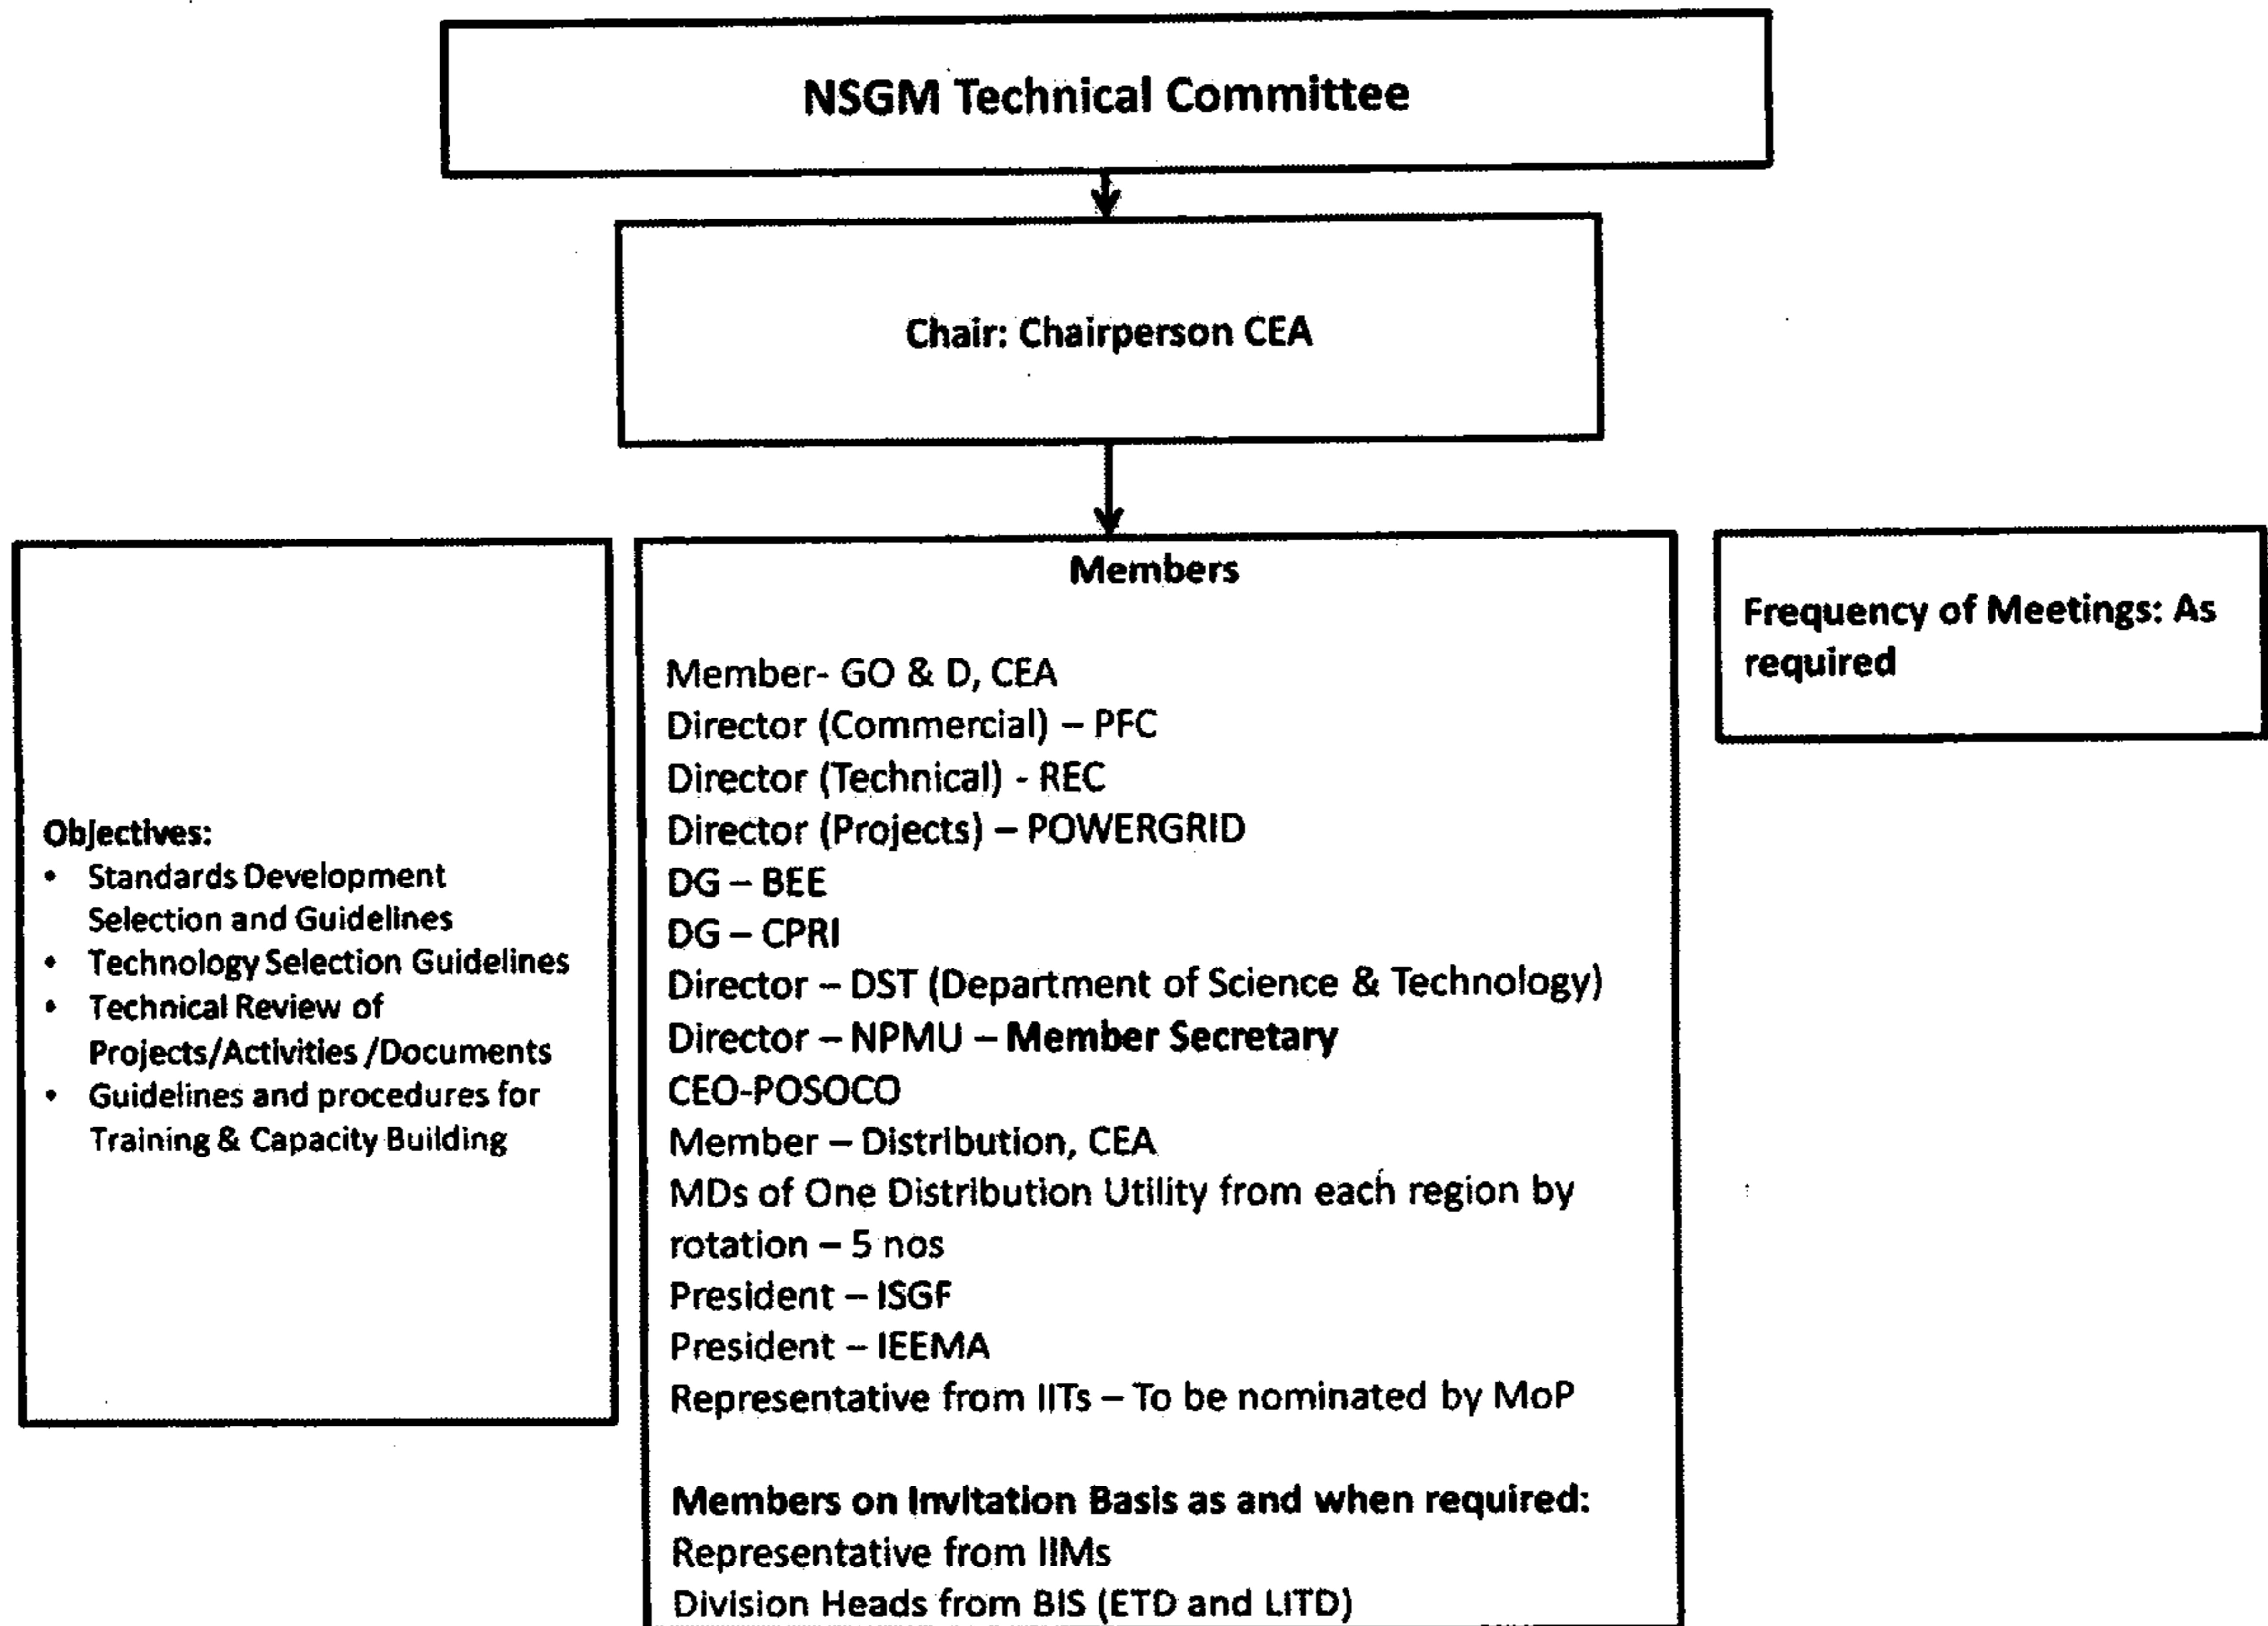 NSGM Technical Committee
Chair: Chairperson CEA
Objectives:
• Standards Development
Selection and Guidelines
• Technology Selection Guidelines
• Technical Review of
Projects/Activities /Documents
• Guidelines and procedures for
Training & Capacity Building
Members
Member- GO & D, CEA
Director (Commercial) – PFC
Director (Technical) - REC
Director (Projects) – POWERGRID
DG – BEE
DG – CPRI
Director – DST (Department of Science & Technology)
Director – NPMU – Member Secretary
CEO-POSOCO
Member – Distribution, CEA
MDs of One Distribution Utility from each region by
rotation – 5 nos
President – ISGF
President – IEEMA
Representative from IITs – To be nominated by MoP
Members on Invitation Basis as and when required:
Representative from IIMs
Division Heads from BIS (ETD and LITD)
Frequency of Meetings: As
required